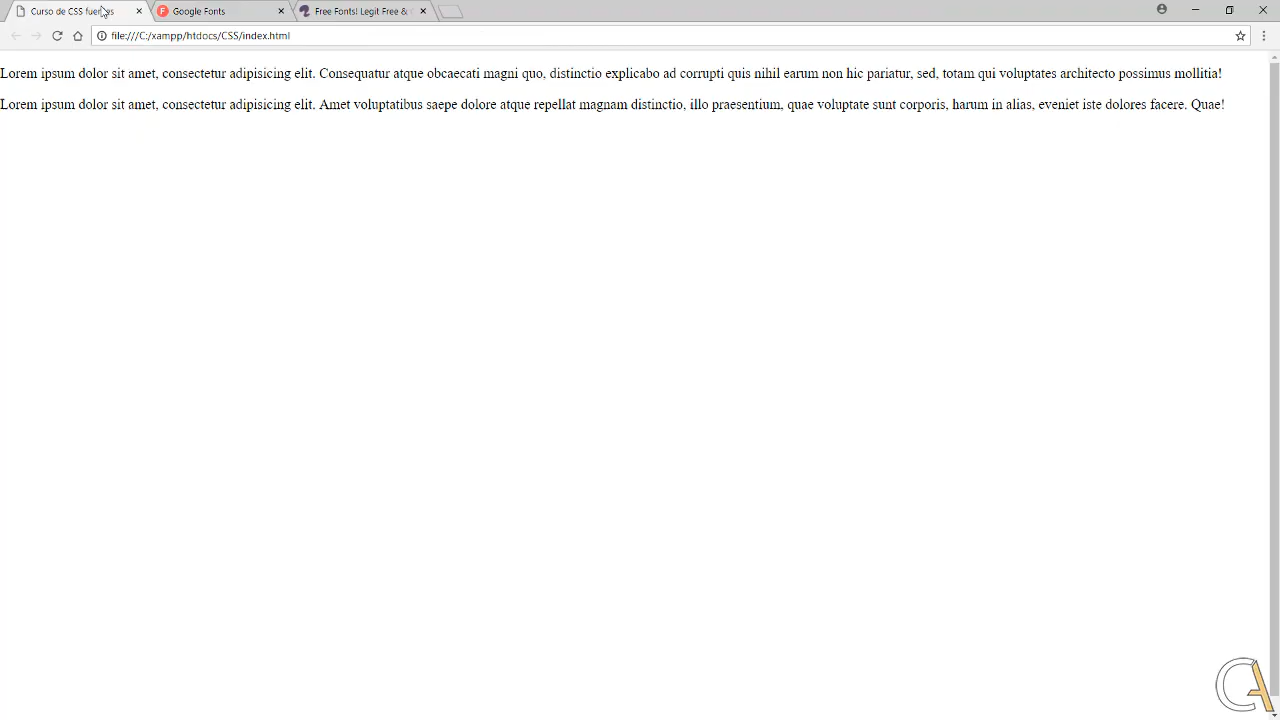 Curso de CSS fuentes
Google Fonts
Free Fonts! Legit Free &
file:///C:/xampp/htdocs/CSS/index.html
Lorem ipsum dolor sit amet, consectetur adipisicing elit. Consequatur atque obcaecati magni quo, distinctio explicabo ad corrupti quis nihil earum non hic pariatur, sed, totam qui voluptates architecto possimus mollitia!
Lorem ipsum dolor sit amet, consectetur adipisicing elit. Amet voluptatibus saepe dolore atque repellat magnam distinctio, illo praesentium, quae voluptate sunt corporis, harum in alias, eveniet iste dolores facere. Quae!
CA